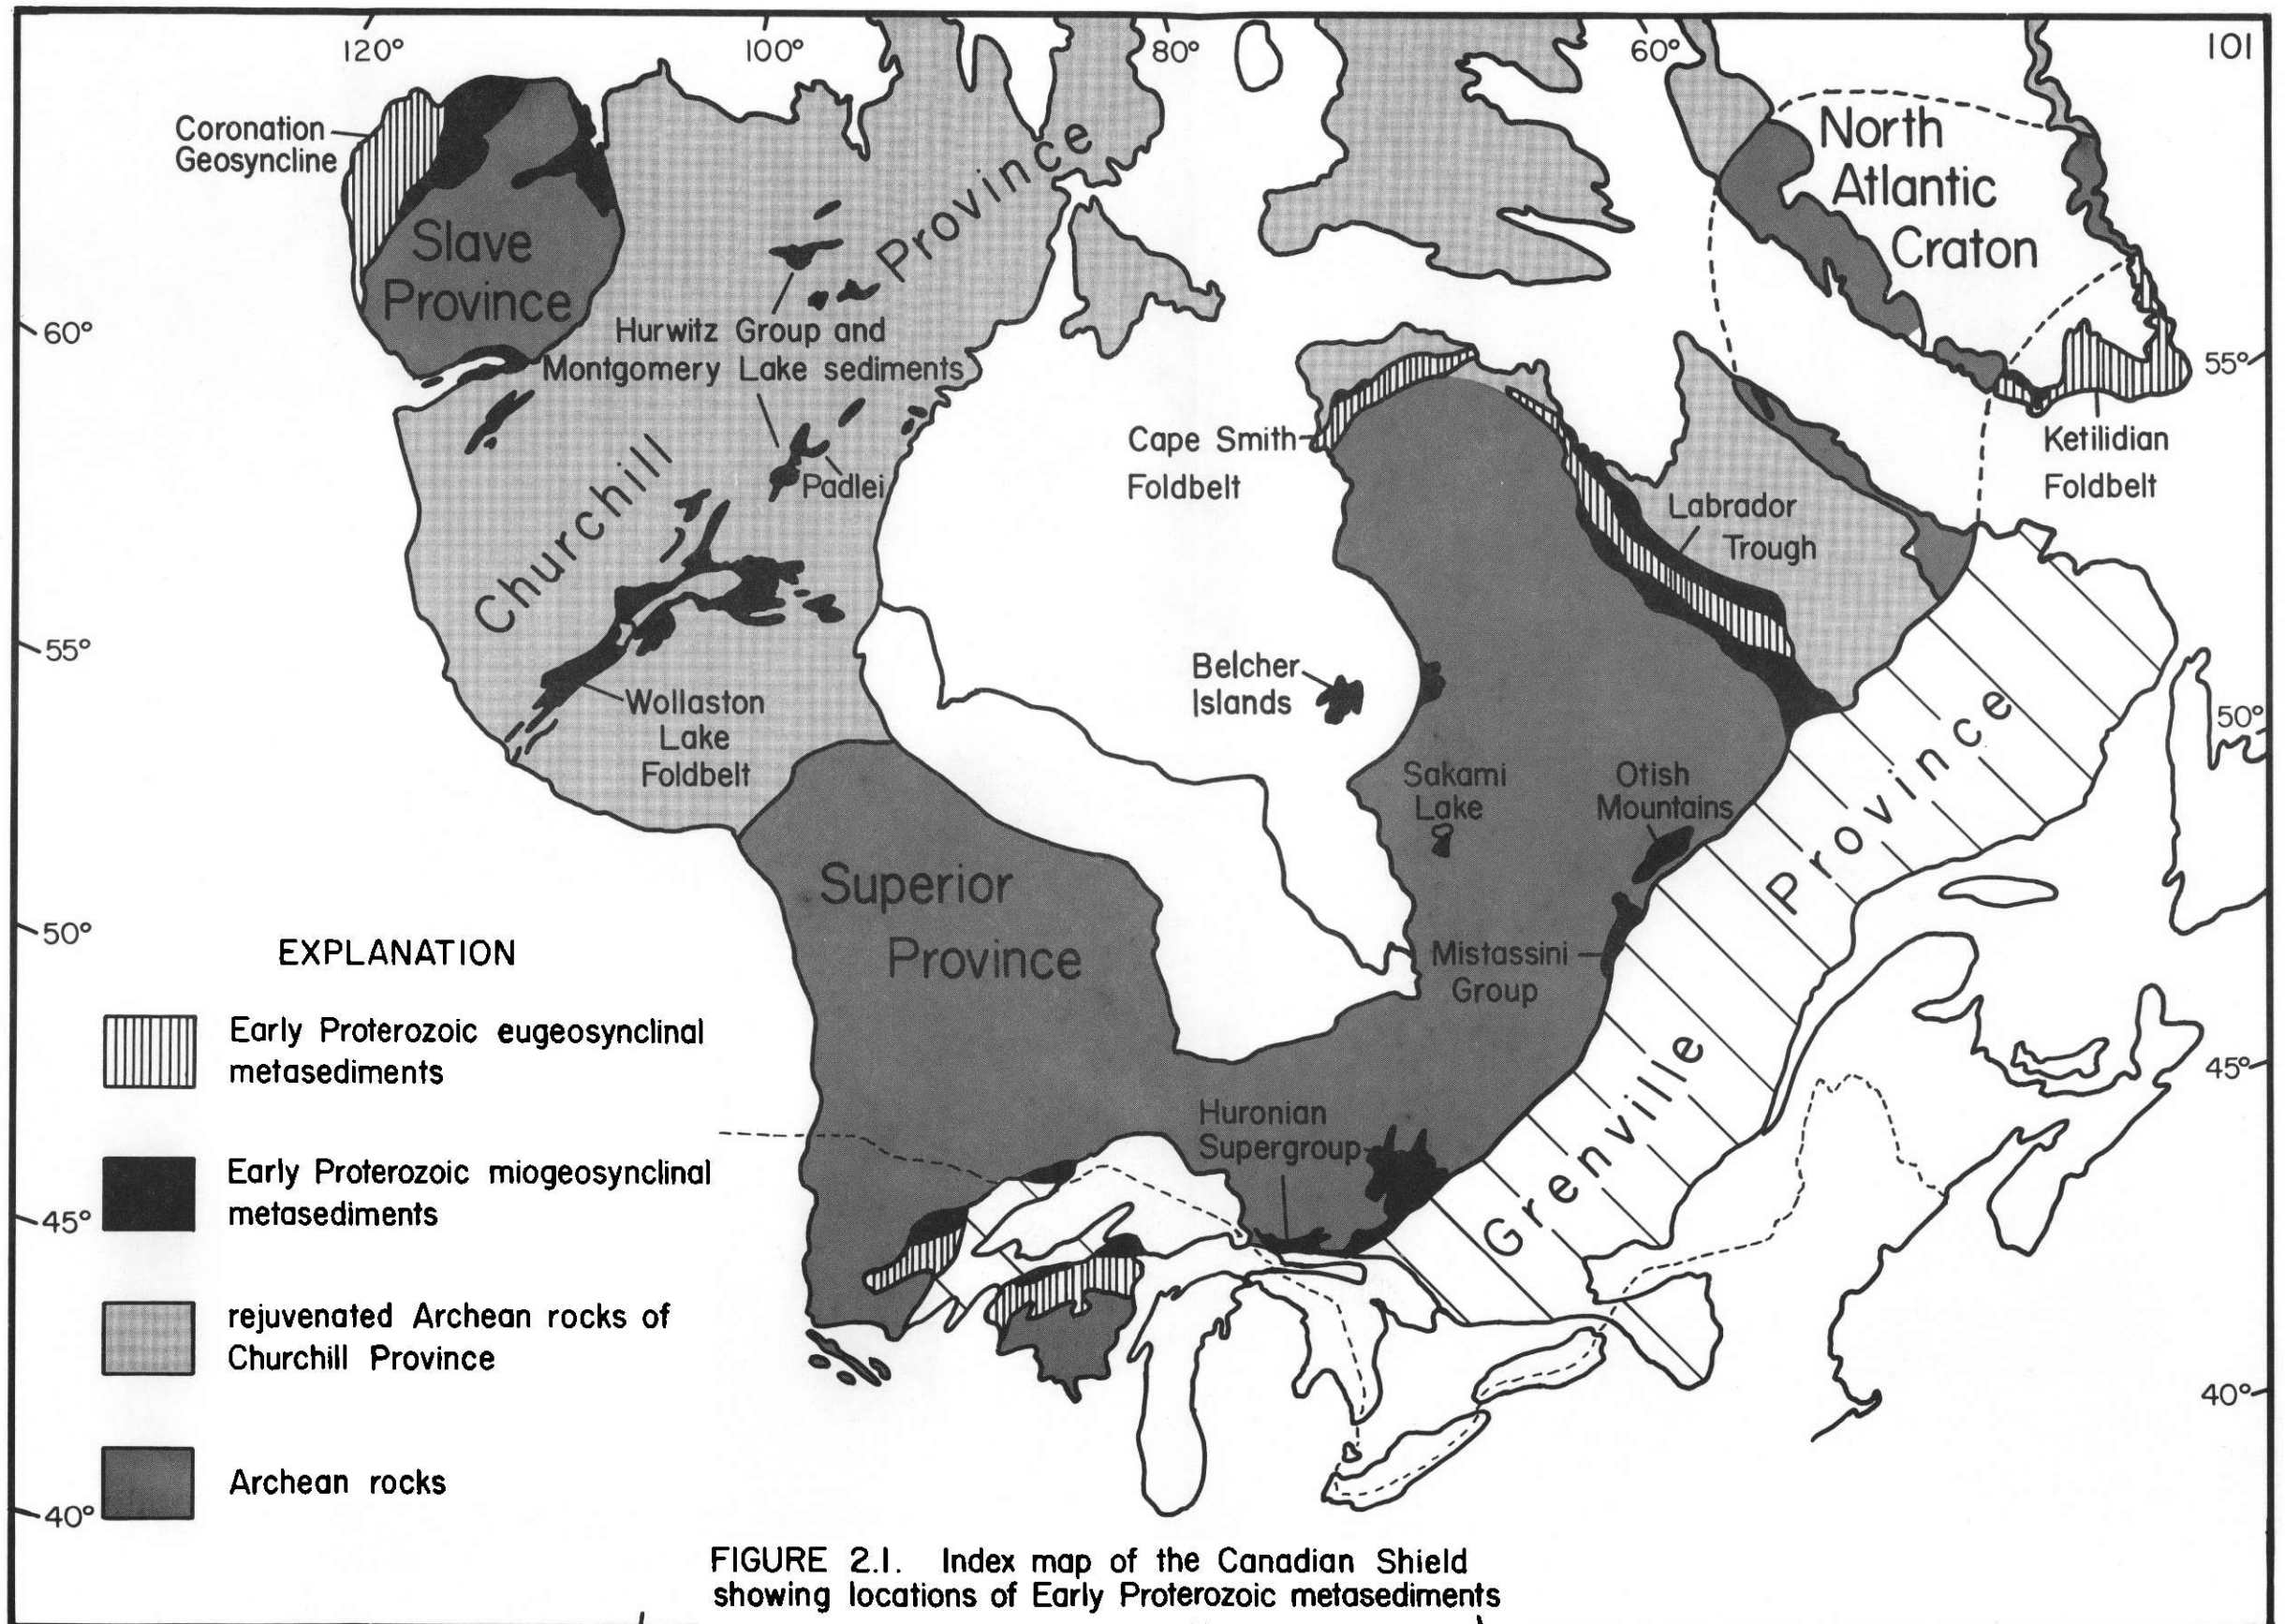 120°
100°
80°
60°
101
Coronation
Geosyncline
North
Atlantic
Craton
Slave
Province
Churchill Province
60°
55°
Hurwitz Group and
Montgomery Lake sediments
Padlei
Cape Smith
Foldbelt
Ketilidian
Foldbelt
Labrador
Trough
55°
Belcher
Islands
50°
Wollaston
Lake
Foldbelt
Sakami
Lake
Otish
Mountains
Superior
Province
50°
Mistassini
Group
Grenville Province
45°
Huronian
Supergroup
45°
40°
40°
EXPLANATION
Early Proterozoic eugeosynclinal
metasediments
Early Proterozoic miogeosynclinal
metasediments
rejuvenated Archean rocks of
Churchill Province
Archean rocks
FIGURE 2.1. Index map of the Canadian Shield
showing locations of Early Proterozoic metasediments